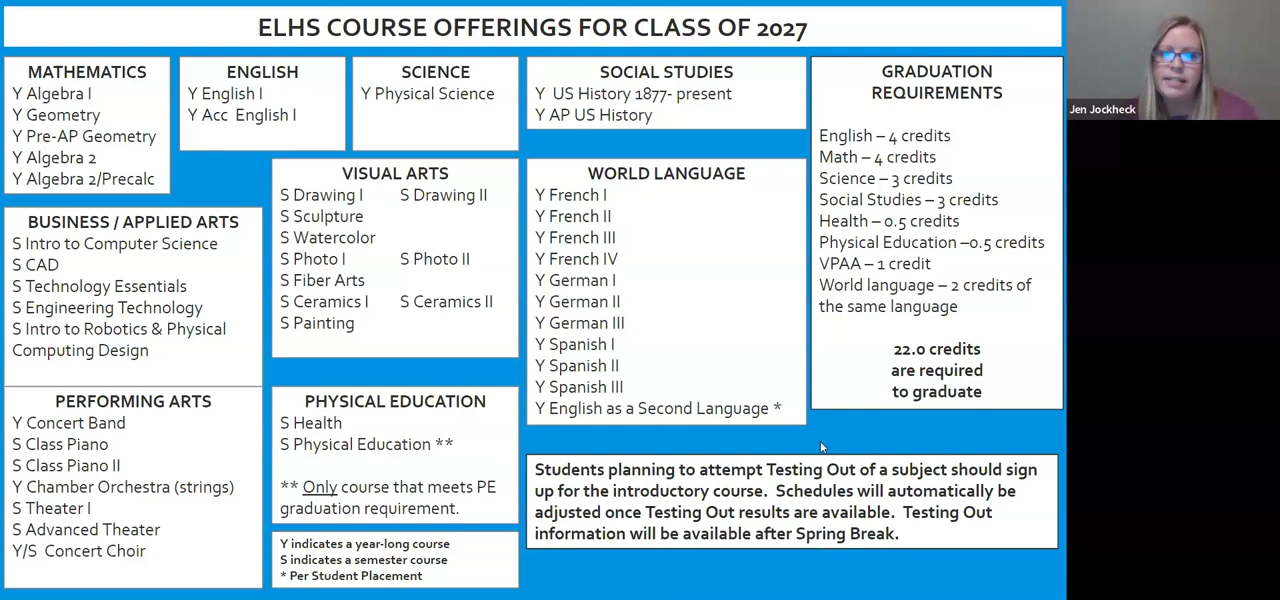 ELHS COURSE OFFERINGS FOR CLASS OF 2027
MATHEMATICS
Y Algebra I
Y Geometry
Y Pre-AP Geometry
Y Algebra 2
Y Algebra 2/Precalc
ENGLISH
Y English I
Y Acc English I
SCIENCE
Y Physical Science
SOCIAL STUDIES
Y US History 1877- present
Y AP US History
GRADUATION
REQUIREMENTS
English – 4 credits
Math – 4 credits
Science – 3 credits
Social Studies – 3 credits
Health – 0.5 credits
Physical Education –0.5 credits
VPAA – 1 credit
World language – 2 credits of
the same language
22.0 credits
are required
to graduate
Jen Jockheck
BUSINESS / APPLIED ARTS
S Intro to Computer Science
S CAD
S Technology Essentials
S Engineering Technology
S Intro to Robotics & Physical
Computing Design
VISUAL ARTS
S Drawing I S Drawing II
S Sculpture
S Watercolor
S Photo I S Photo II
S Fiber Arts
S Ceramics I S Ceramics II
S Painting
WORLD LANGUAGE
Y French I
Y French II
Y French III
Y French IV
Y German I
Y German II
Y German III
Y Spanish I
Y Spanish II
Y Spanish III
Y English as a Second Language *
PERFORMING ARTS
Y Concert Band
S Class Piano
S Class Piano II
Y Chamber Orchestra (strings)
S Theater I
S Advanced Theater
Y/S Concert Choir
PHYSICAL EDUCATION
S Health
S Physical Education **
** Only course that meets PE
graduation requirement.
Y indicates a year-long course
S indicates a semester course
* Per Student Placement
Students planning to attempt Testing Out of a subject should sign
up for the introductory course. Schedules will automatically be
adjusted once Testing Out results are available. Testing Out
information will be available after Spring Break.